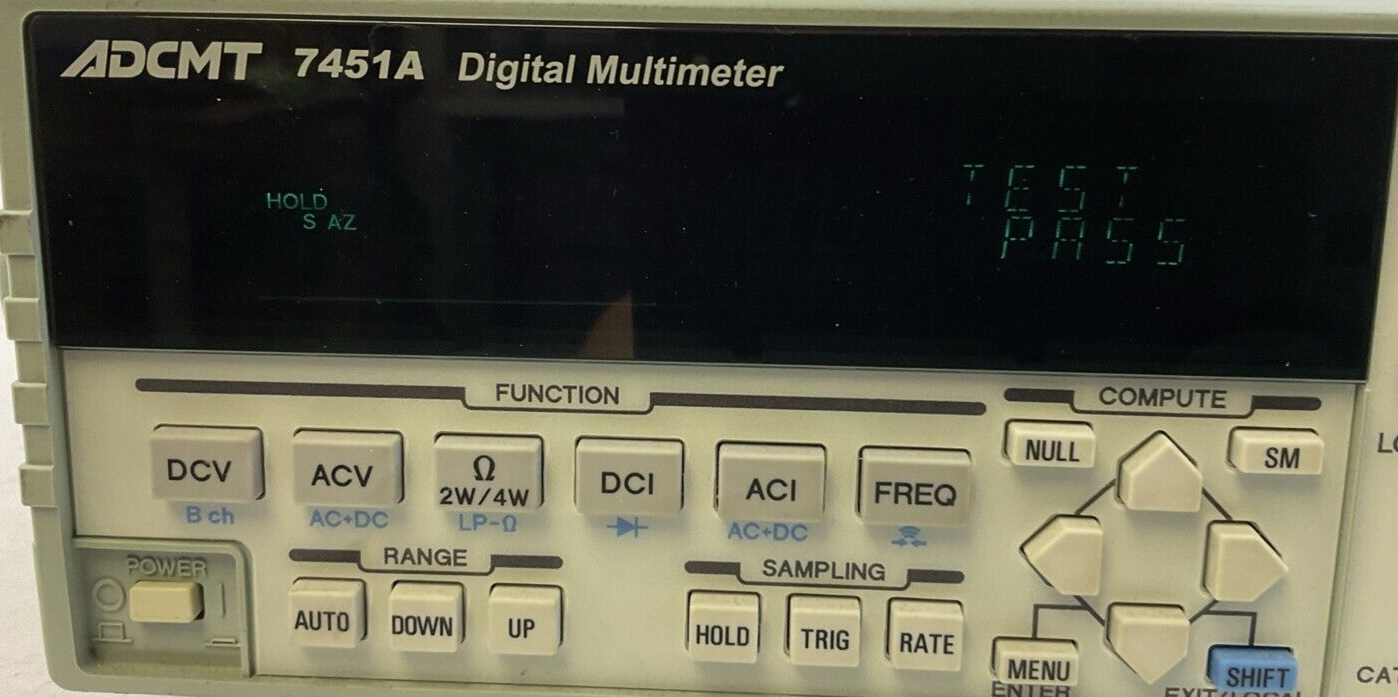 ADCMT 7451A Digital Multimeter
TEST
HOLD
S AZ
PASS
FUNCTION
COMPUTE
DCV
ACV
Ω
2W/4W
DCI
ACI
FREQ
NULL
SM
B ch
AC+DC
LP-Ω
AC+DC
POWER
RANGE
SAMPLING
AUTO
DOWN
UP
HOLD
TRIG
RATE
MENU
SHIFT
ENTER